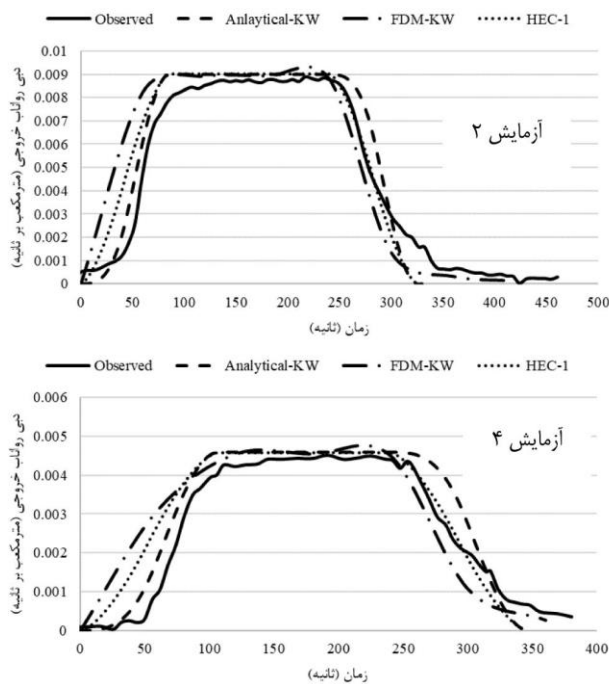 Observed Anlaytical-KW FDM-KW HEC-1
0.01
0.009
0.008
0.007
0.006
0.005
0.004
0.003
0.002
0.001
0
دبی رواناب خروجی (مترمکعب بر ثانیه)
آزمایش ۲
0 50 100 150 200 250 300 350 400 450 500
زمان (ثانیه)
Observed Analytical-KW FDM-KW HEC-1
0.006
0.005
0.004
0.003
0.002
0.001
0
دبی رواناب خروجی (مترمکعب بر ثانیه)
آزمایش ۴
0 50 100 150 200 250 300 350 400
زمان (ثانیه)